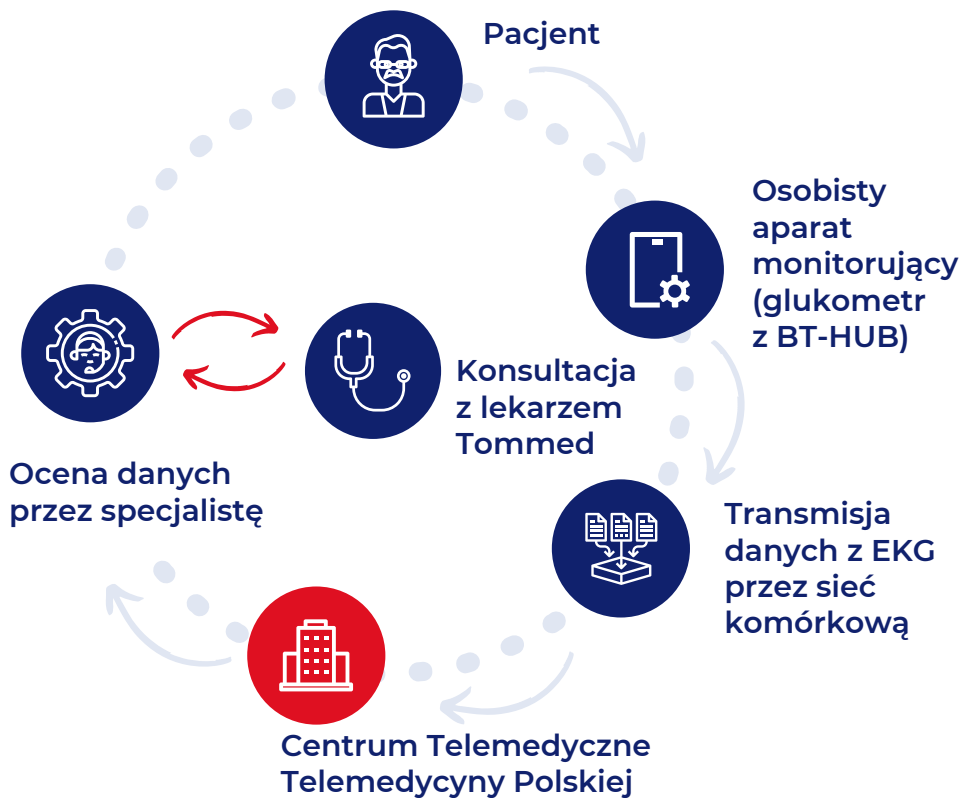 Pacjent
Osobisty
aparat
monitorujący
(glukometr
z BT-HUB)
Konsultacja
z lekarzem
Tommed
Ocena danych
przez specjalistę
Transmisja
danych z EKG
przez sieć
komórkową
Centrum Telemedyczne
Telemedycyny Polskiej